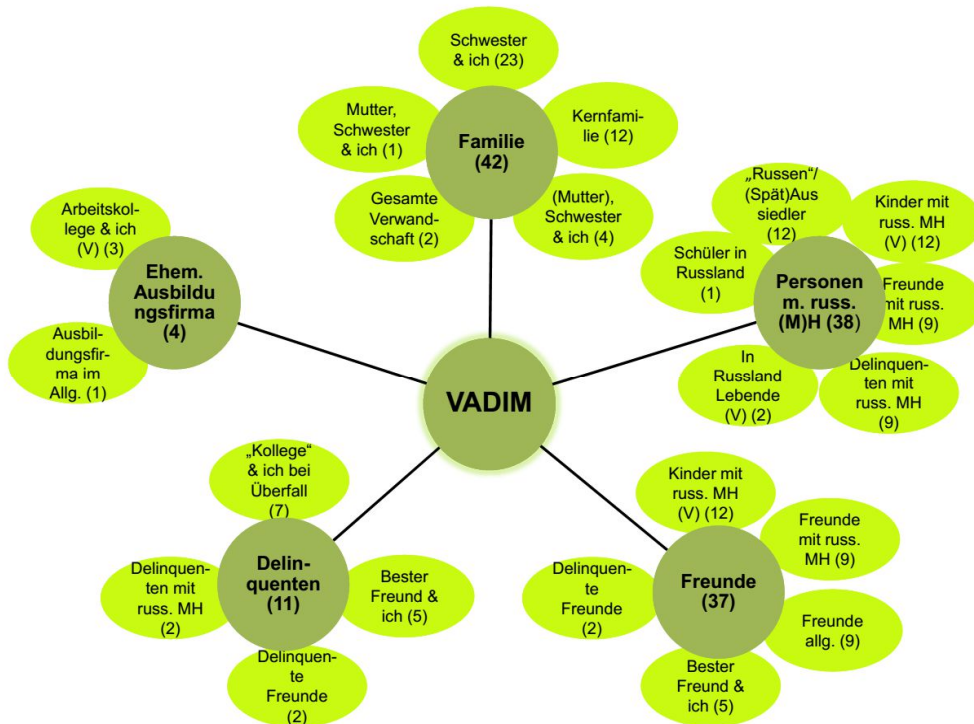 Schwester
& ich (23)
Mutter,
Schwester
& ich (1)
Familie
(42)
Kernfami-
lie (12)
Gesamte
Verwand-
schaft (2)
(Mutter),
Schwester
& ich (4)
„Russen“/
(Spät)Aus
siedler
(12)
Kinder mit
russ. MH
(V) (12)
Schüler in
Russland
(1)
Personen
m. russ.
(M)H (38)
Freunde
mit russ.
MH (9)
In
Russland
Lebende
(V) (2)
Delinquen-
ten mit
russ. MH
(9)
Arbeitskol-
lege & ich
(V) (3)
Ehem.
Ausbildu
ngsfirma
(4)
Ausbil-
dungsfir-
ma im
Allg. (1)
VADIM
„Kollege“
& ich bei
Überfall
(7)
Delinquen-
ten mit
russ. MH
(2)
Delin-
quenten
(11)
Bester
Freund &
ich (5)
Delinquen-
te
Freunde
(2)
Kinder mit
russ. MH
(V) (12)
Freunde
mit russ.
MH (9)
Delinquen-
te
Freunde
(2)
Freunde
(37)
Freunde
allg. (9)
Bester
Freund &
ich (5)